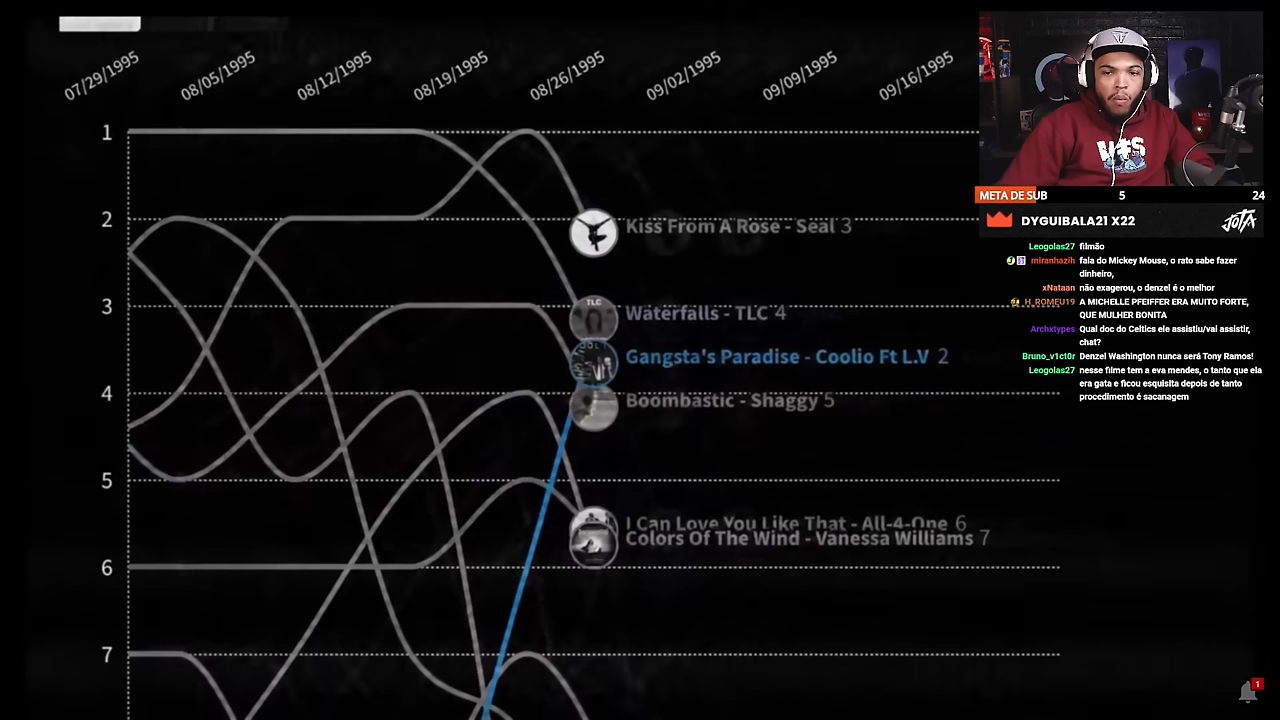 07/29/1995
08/05/1995
08/12/1995
08/19/1995
08/26/1995
09/02/1995
09/09/1995
09/16/1995
1
2
3
4
5
6
7
Kiss From A Rose - Seal 3
TLC
Waterfalls - TLC 4
Gangsta's Paradise - Coolio Ft L.V 2
Boombastic - Shaggy 5
I Can Love You Like That - All-4-One 6
Colors Of The Wind - Vanessa Williams 7
META DE SUB 5 24
DYGUIBALA21 X22
JOTA
Leogolas27 filmão
miranhazih fala do Mickey Mouse, o rato sabe fazer
dinheiro,
xNataan não exagerou, o denzel é o melhor
H_ROMEU19 A MICHELLE PFEIFFER ERA MUITO FORTE,
QUE MULHER BONITA
Archxtypes Qual doc do Celtics ele assistiu/vai assistir,
chat?
Bruno_v1ct0r Denzel Washington nunca será Tony Ramos!
Leogolas27 nesse filme tem a eva mendes, o tanto que ela
era gata e ficou esquisita depois de tanto
procedimento é sacanagem
1